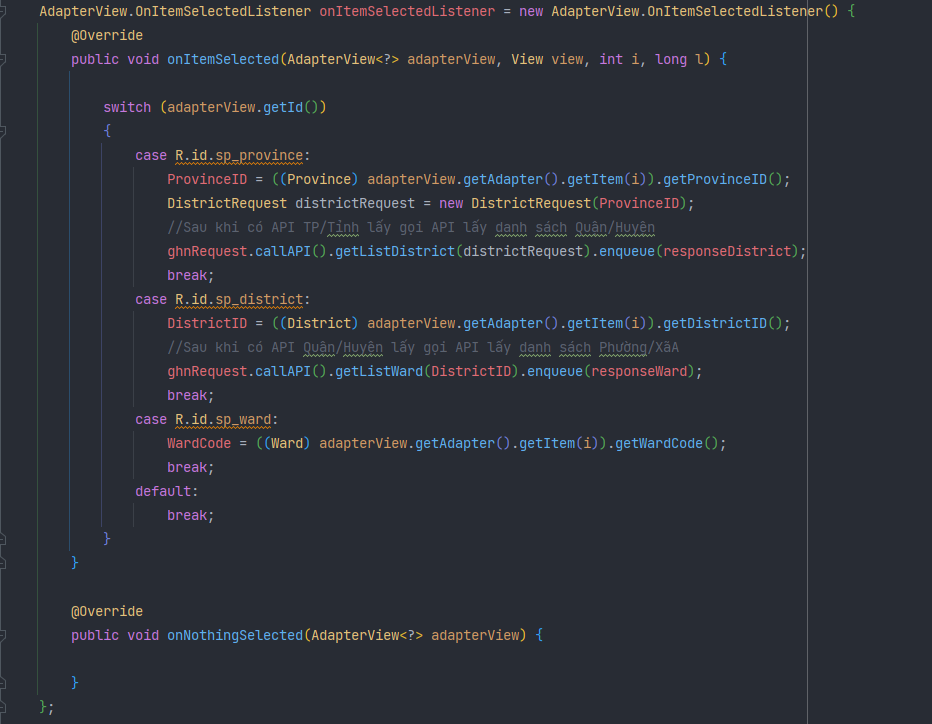 AdapterView.OnItemSelectedListener onItemSelectedListener = new AdapterView.OnItemSelectedListener() {
@Override
public void onItemSelected(AdapterView<?> adapterView, View view, int i, long l) {
switch (adapterView.getId())
{
case R.id.sp_province:
ProvinceID = ((Province) adapterView.getAdapter().getItem(i)).getProvinceID();
DistrictRequest districtRequest = new DistrictRequest(ProvinceID);
//Sau khi có API TP/Tỉnh lấy gọi API lấy danh sách Quận/Huyện
ghnRequest.callAPI().getListDistrict(districtRequest).enqueue(responseDistrict);
break;
case R.id.sp_district:
DistrictID = ((District) adapterView.getAdapter().getItem(i)).getDistrictID();
//Sau khi có API Quận/Huyện lấy gọi API lấy danh sách Phường/XãA
ghnRequest.callAPI().getListWard(DistrictID).enqueue(responseWard);
break;
case R.id.sp_ward:
WardCode = ((Ward) adapterView.getAdapter().getItem(i)).getWardCode();
break;
default:
break;
}
}
@Override
public void onNothingSelected(AdapterView<?> adapterView) {
}
};